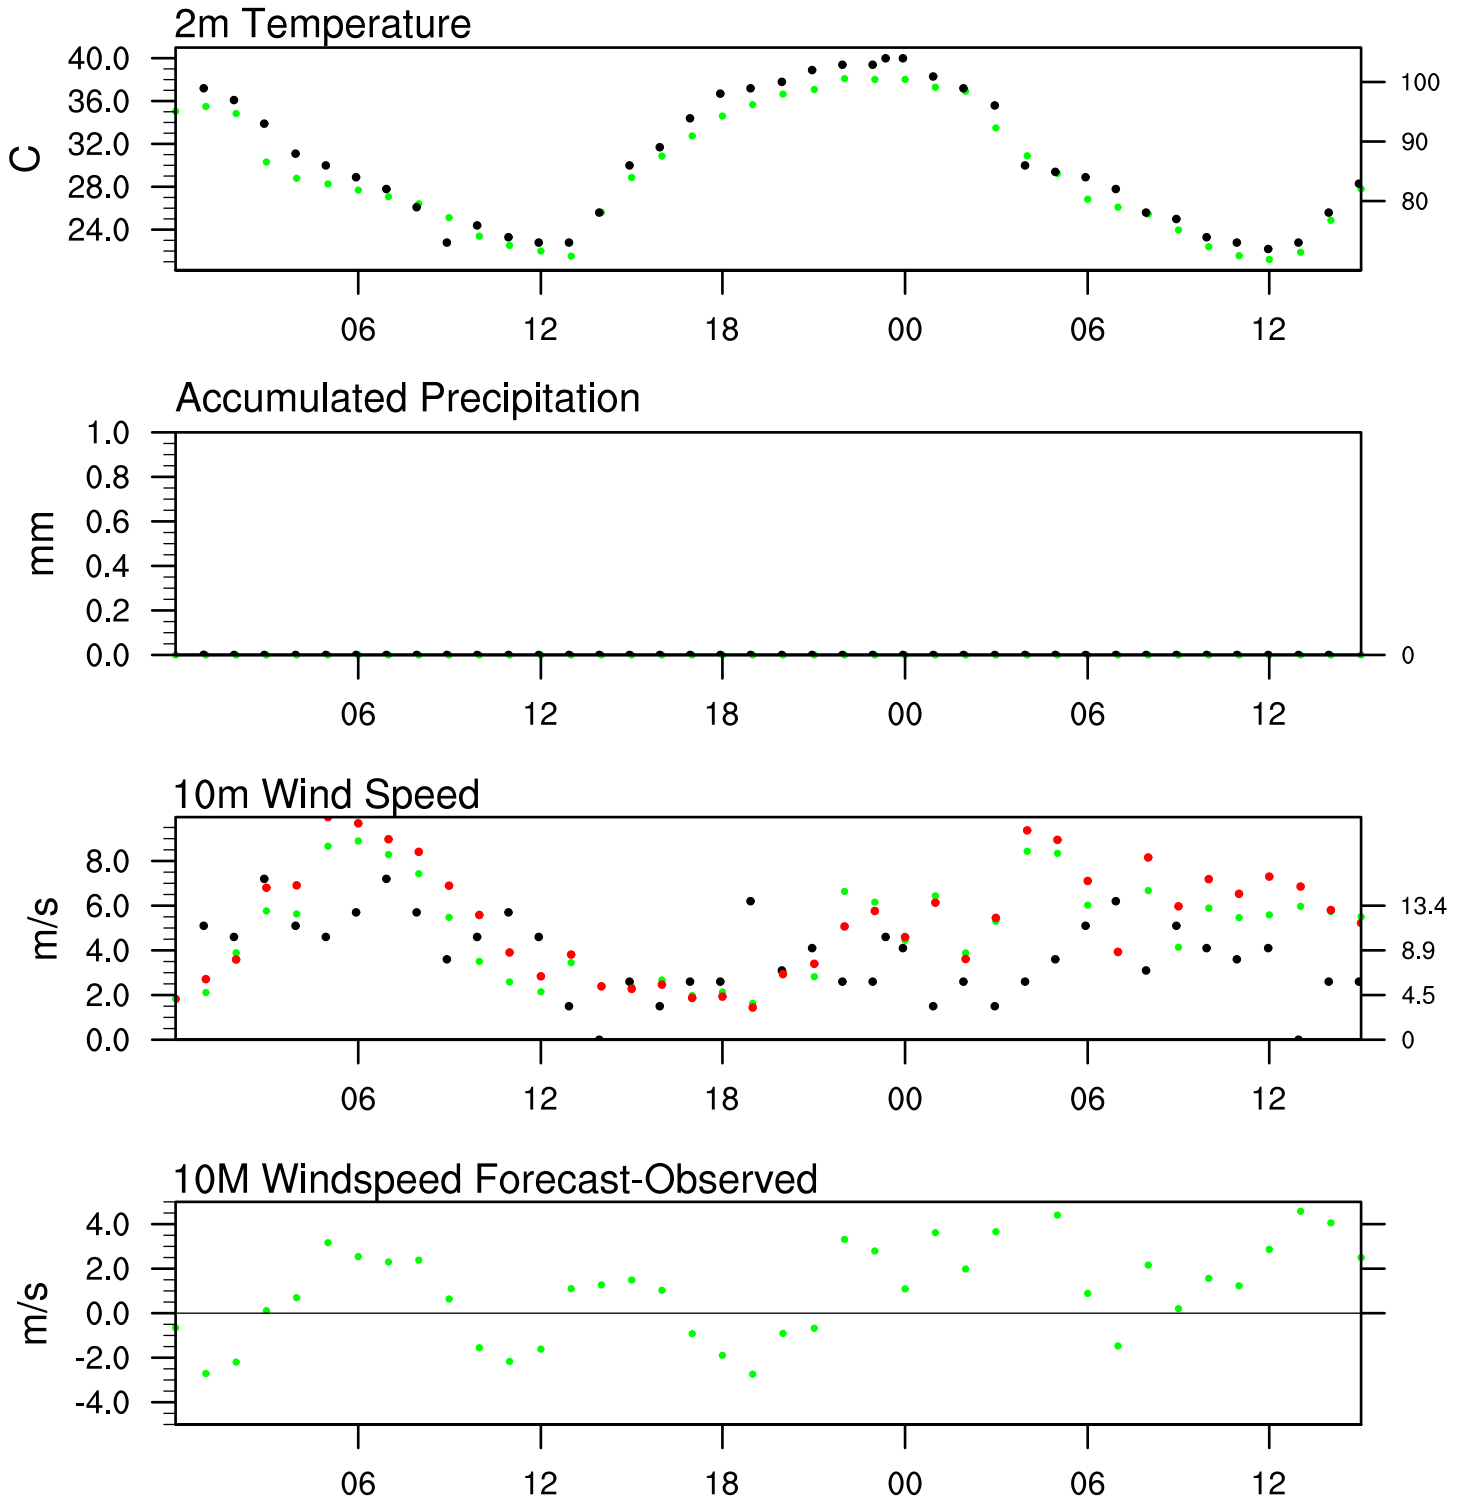 2m Temperature
40.0
36.0
32.0
28.0
24.0
C
100
90
80
06 12 18 00 06 12
Accumulated Precipitation
1.0
0.8
0.6
0.4
0.2
0.0
mm
0
06 12 18 00 06 12
10m Wind Speed
8.0
6.0
4.0
2.0
0.0
m/s
13.4
8.9
4.5
0
06 12 18 00 06 12
10M Windspeed Forecast-Observed
4.0
2.0
0.0
-2.0
-4.0
m/s
06 12 18 00 06 12